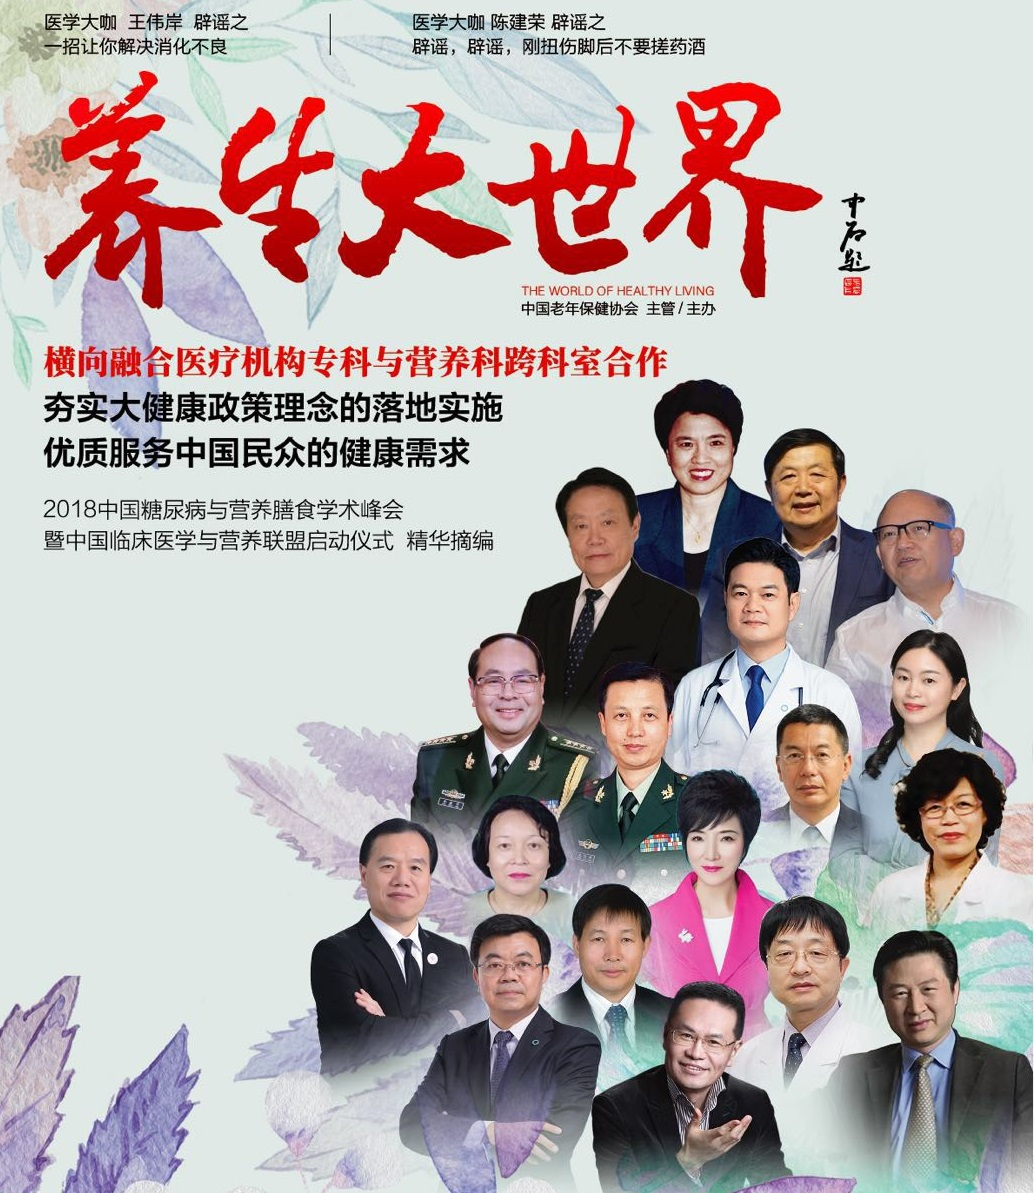 医学大咖 王伟岸 辟谣之
一招让你解决消化不良
医学大咖 陈建荣 辟谣之
辟谣，辟谣，刚扭伤脚后不要搓药酒
养生大世界
中石题
THE WORLD OF HEALTHY LIVING
中国老年保健协会 主管/主办
横向融合医疗机构专科与营养科跨科室合作
夯实大健康政策理念的落地实施
优质服务中国民众的健康需求
2018中国糖尿病与营养膳食学术峰会
暨中国临床医学与营养联盟启动仪式 精华摘编